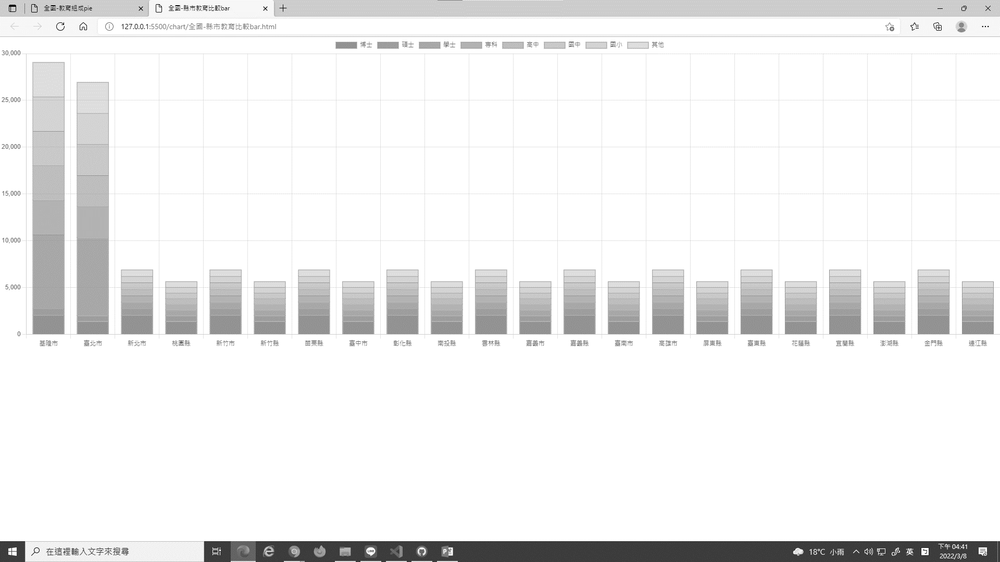 全國-教育組成pie
全國-縣市教育比較bar
127.0.0.1:5500/chart/全國-縣市教育比較bar.html
博士 碩士 學士 專科 高中 國中 國小 其他
30,000
25,000
20,000
15,000
10,000
5,000
0
基隆市 臺北市 新北市 桃園縣 新竹市 新竹縣 苗栗縣 臺中市 彰化縣 南投縣 雲林縣 嘉義市 嘉義縣 臺南市 高雄市 屏東縣 臺東縣 花蓮縣 宜蘭縣 澎湖縣 金門縣 連江縣
在這裡輸入文字來搜尋
LINE
18°C 小雨
英
ㄅ
下午 04:41
2022/3/8